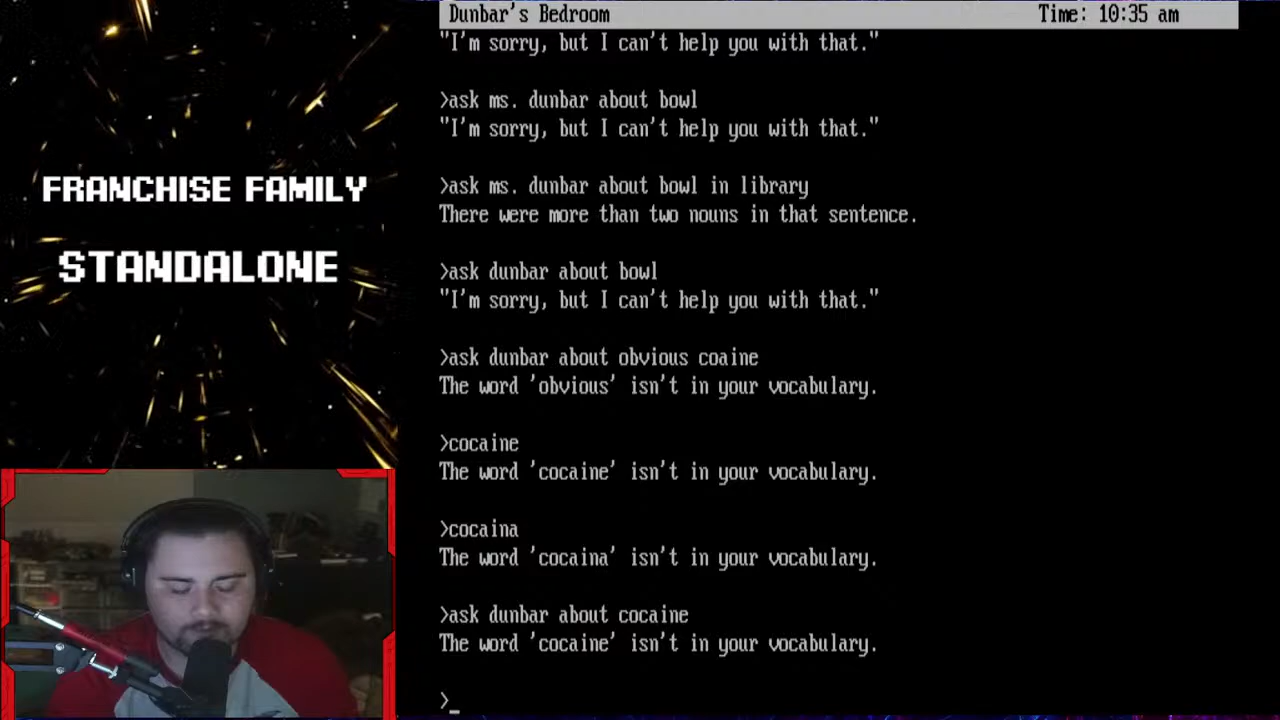 FRANCHISE FAMILY
STANDALONE
Dunbar's Bedroom Time: 10:35 am
"I'm sorry, but I can't help you with that."
>ask ms. dunbar about bowl
"I'm sorry, but I can't help you with that."
>ask ms. dunbar about bowl in library
There were more than two nouns in that sentence.
>ask dunbar about bowl
"I'm sorry, but I can't help you with that."
>ask dunbar about obvious coaine
The word 'obvious' isn't in your vocabulary.
>cocaine
The word 'cocaine' isn't in your vocabulary.
>cocaina
The word 'cocaina' isn't in your vocabulary.
>ask dunbar about cocaine
The word 'cocaine' isn't in your vocabulary.
>_